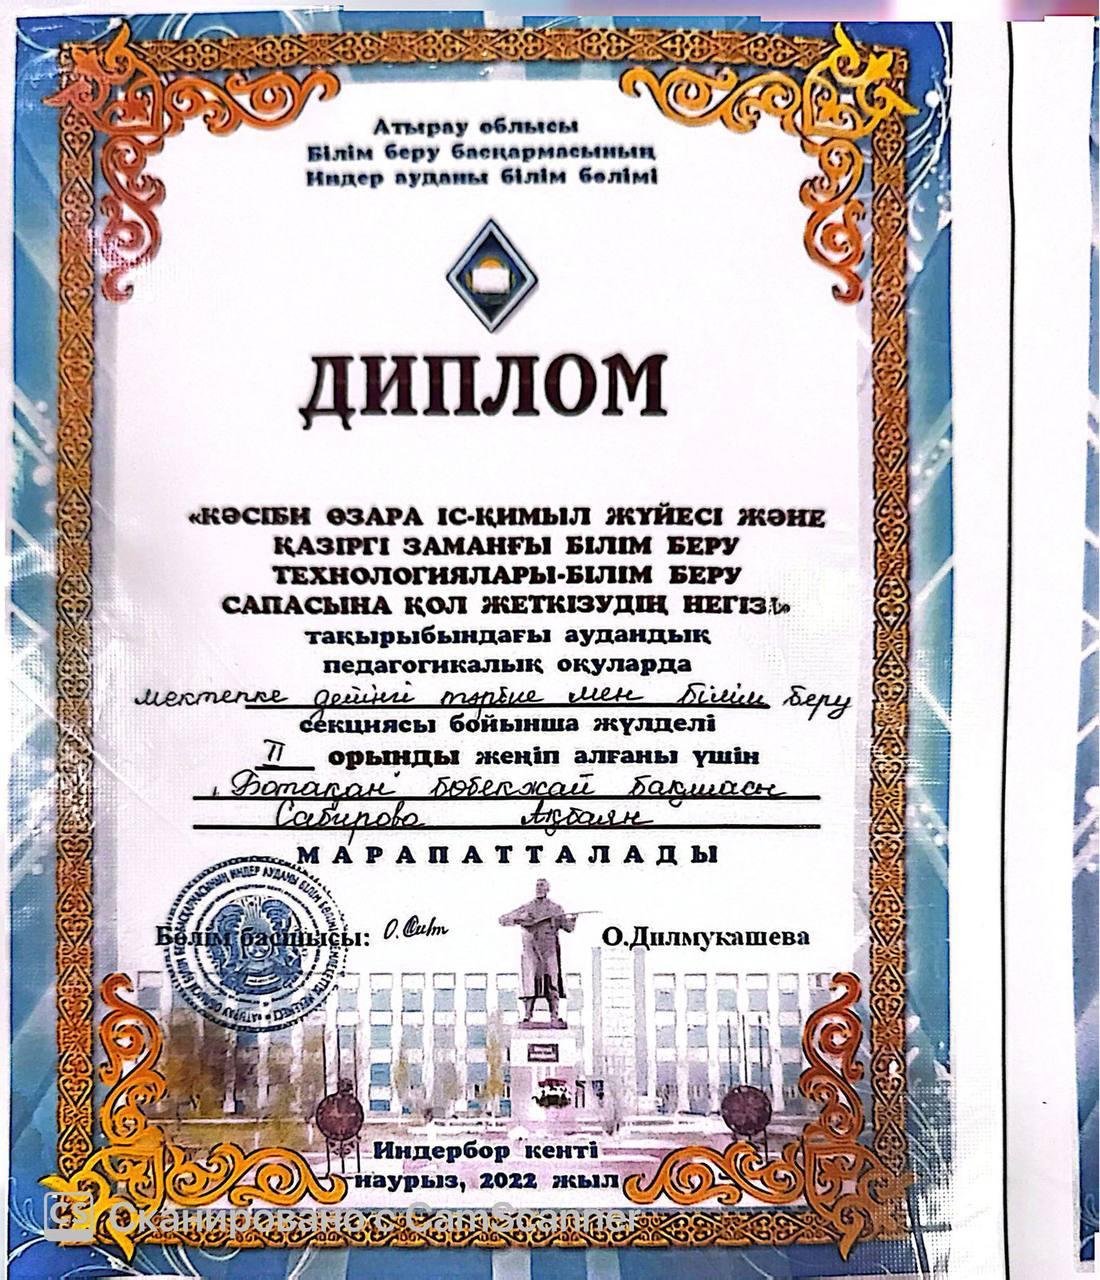 Атырау облысы
Білім беру басқармасының
Индер ауданы білім бөлімі
ДИПЛОМ
«КӘСІБИ ӨЗАРА ІС-ҚИМЫЛ ЖҮЙЕСІ ЖӘНЕ
ҚАЗІРГІ ЗАМАНҒЫ БІЛІМ БЕРУ
ТЕХНОЛОГИЯЛАРЫ-БІЛІМ БЕРУ
САПАСЫНА ҚОЛ ЖЕТКІЗУДІҢ НЕГІЗІ»
тақырыбындағы аудандық
педагогикалық оқуларда
мектепке дейінгі тәрбие мен білім беру
секциясы бойынша жүлделі
II орынды жеңіп алғаны үшін
"Ботақан" бөбекжай бақшасы
Сабирова Ақбаян
МАРАПАТТАЛАДЫ
Бөлім басшысы: О.Дилмукашева
Индербор кенті
наурыз, 2022 жыл
CS Сканировано с CamScanner